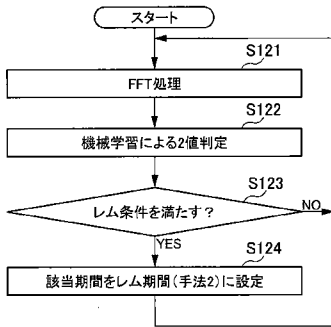 スタート
S121
FFT処理
S122
機械学習による2値判定
S123
レム条件を満たす？
NO
YES
S124
該当期間をレム期間(手法2)に設定